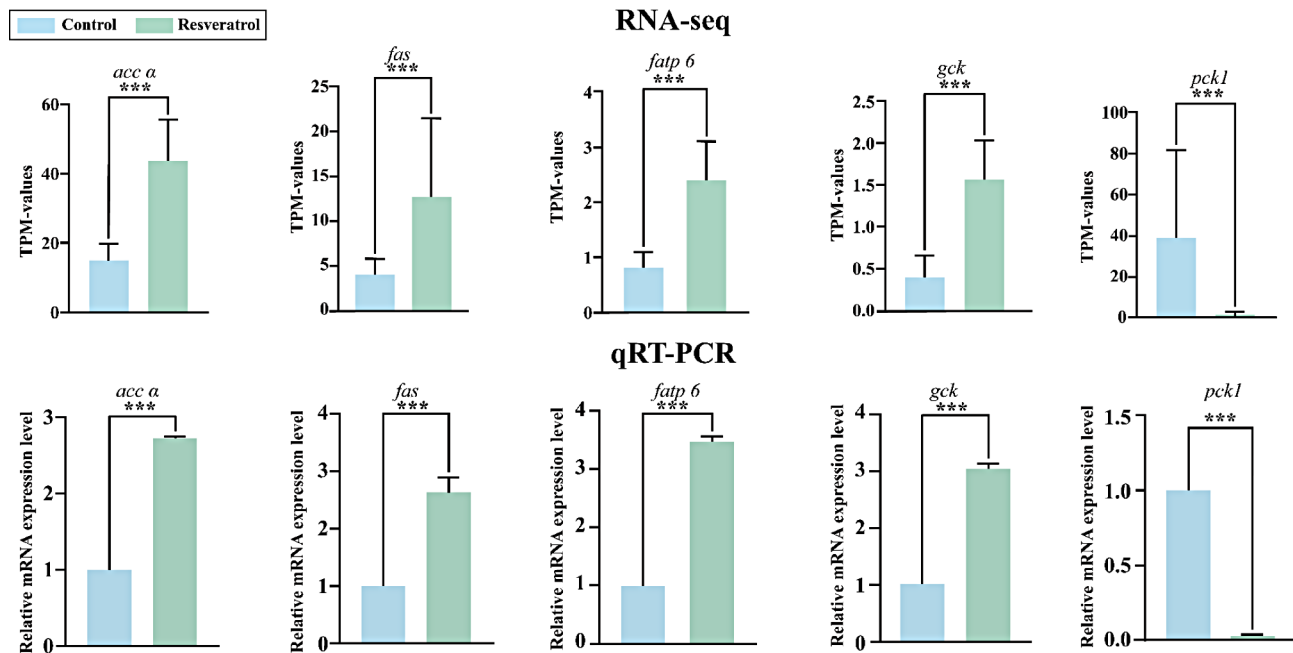 Control Resveratrol
RNA-seq
acc α
***
TPM-values
60
40
20
0
fas
***
TPM-values
25
20
15
10
5
0
fatp 6
***
TPM-values
4
3
2
1
0
gck
***
TPM-values
2.5
2.0
1.5
1.0
0.5
0.0
pck1
***
TPM-values
100
80
60
40
20
0
qRT-PCR
acc α
***
Relative mRNA expression level
3
2
1
0
fas
***
Relative mRNA expression level
4
3
2
1
0
fatp 6
***
Relative mRNA expression level
4
3
2
1
0
gck
***
Relative mRNA expression level
4
3
2
1
0
pck1
***
Relative mRNA expression level
1.5
1.0
0.5
0.0